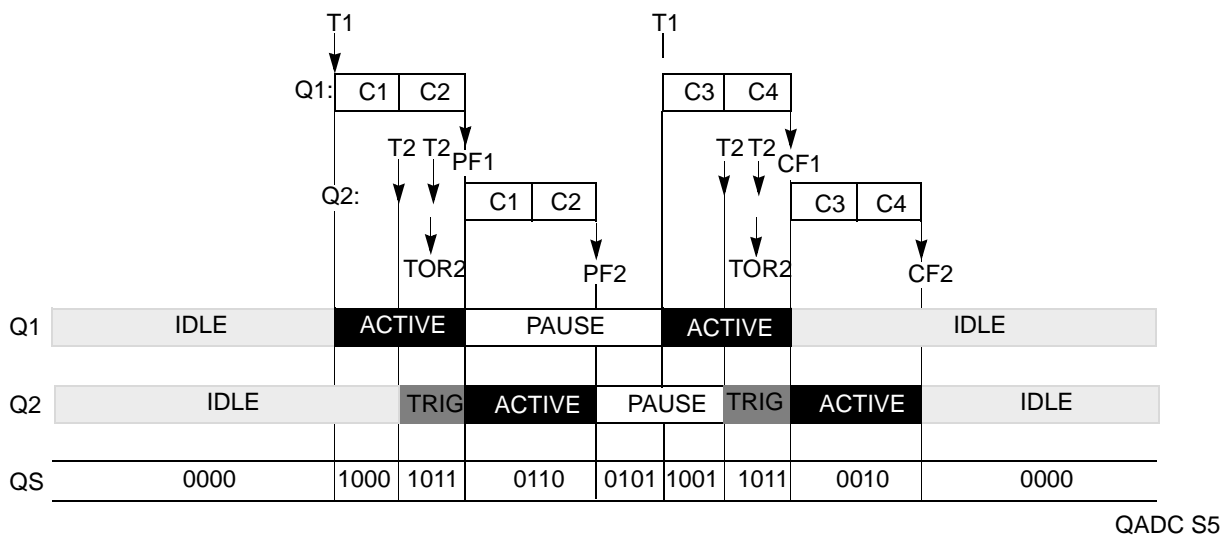 T1 T1
Q1: C1 C2 C3 C4
T2 T2 PF1 T2 T2 CF1
Q2: C1 C2 C3 C4
TOR2 PF2 TOR2 CF2
Q1 IDLE ACTIVE PAUSE ACTIVE IDLE
Q2 IDLE TRIG ACTIVE PAUSE TRIG ACTIVE IDLE
QS 0000 1000 1011 0110 0101 1001 1011 0010 0000
QADC S5